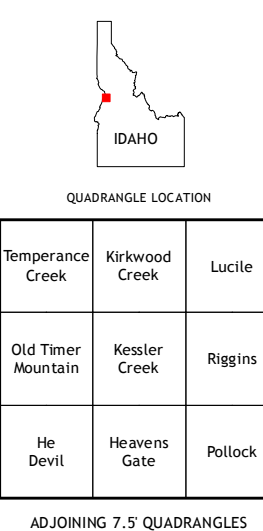 IDAHO
QUADRANGLE LOCATION
Temperance
Creek
Kirkwood
Creek
Lucile
Old Timer
Mountain
Kessler
Creek
Riggins
He
Devil
Heavens
Gate
Pollock
ADJOINING 7.5' QUADRANGLES